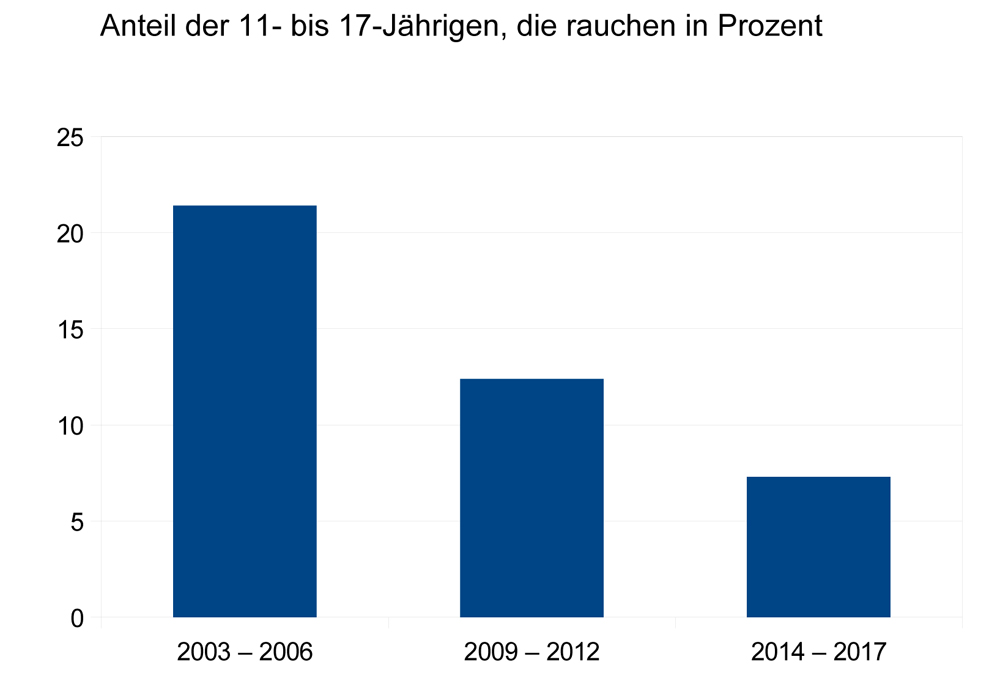 Anteil der 11- bis 17-Jährigen, die rauchen in Prozent
25
20
15
10
5
0
2003 – 2006
2009 – 2012
2014 – 2017